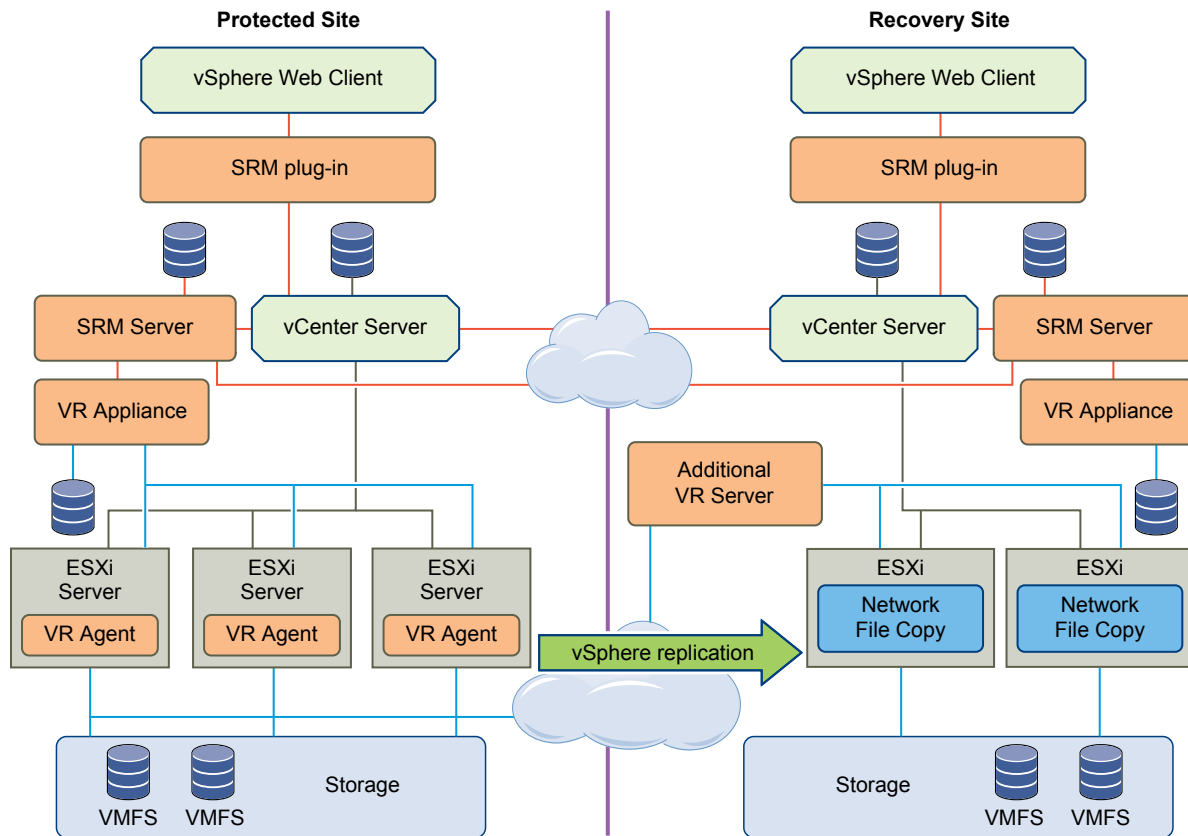 Protected Site
Recovery Site
vSphere Web Client
vSphere Web Client
SRM plug-in
SRM plug-in
SRM Server
vCenter Server
vCenter Server
SRM Server
VR Appliance
VR Appliance
Additional
VR Server
ESXi
Server
VR Agent
ESXi
Server
VR Agent
ESXi
Server
VR Agent
vSphere replication
ESXi
Network
File Copy
ESXi
Network
File Copy
VMFS
VMFS
Storage
Storage
VMFS
VMFS